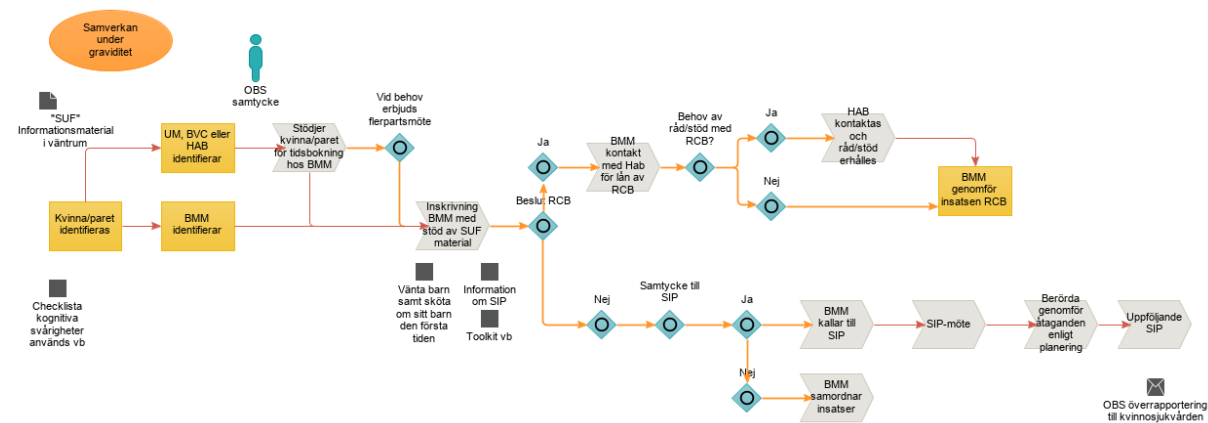 Samverkan
under
graviditet
OBS
samtycke
"SUF"
Informationsmaterial
i väntrum
UM, BVC eller
HAB
identifierar
Stödjer
kvinna/paret
för tidsbokning
hos BMM
Vid behov
erbjuds
flerpartsmöte
Kvinna/paret
identifieras
BMM
identifierar
Checklista
kognitiva
svårigheter
används vb
Inskrivning
BMM med
stöd av SUF
material
Vänta barn
samt sköta
om sitt barn
den första
tiden
Information
om SIP
Toolkit vb
Beslut RCB
Ja
BMM
kontakt
med Hab
för lån av
RCB
Behov av
råd/stöd med
RCB?
Ja
HAB
kontaktas
och
råd/stöd
erhålles
Nej
BMM
genomför
insatsen RCB
Nej
Samtycke till
SIP
Ja
BMM
kallar till
SIP
SIP-möte
Berörda
genomför
åtaganden
enligt
planering
Uppföljande
SIP
Nej
BMM
samordnar
insatser
OBS överrapportering
till kvinnosjukvården